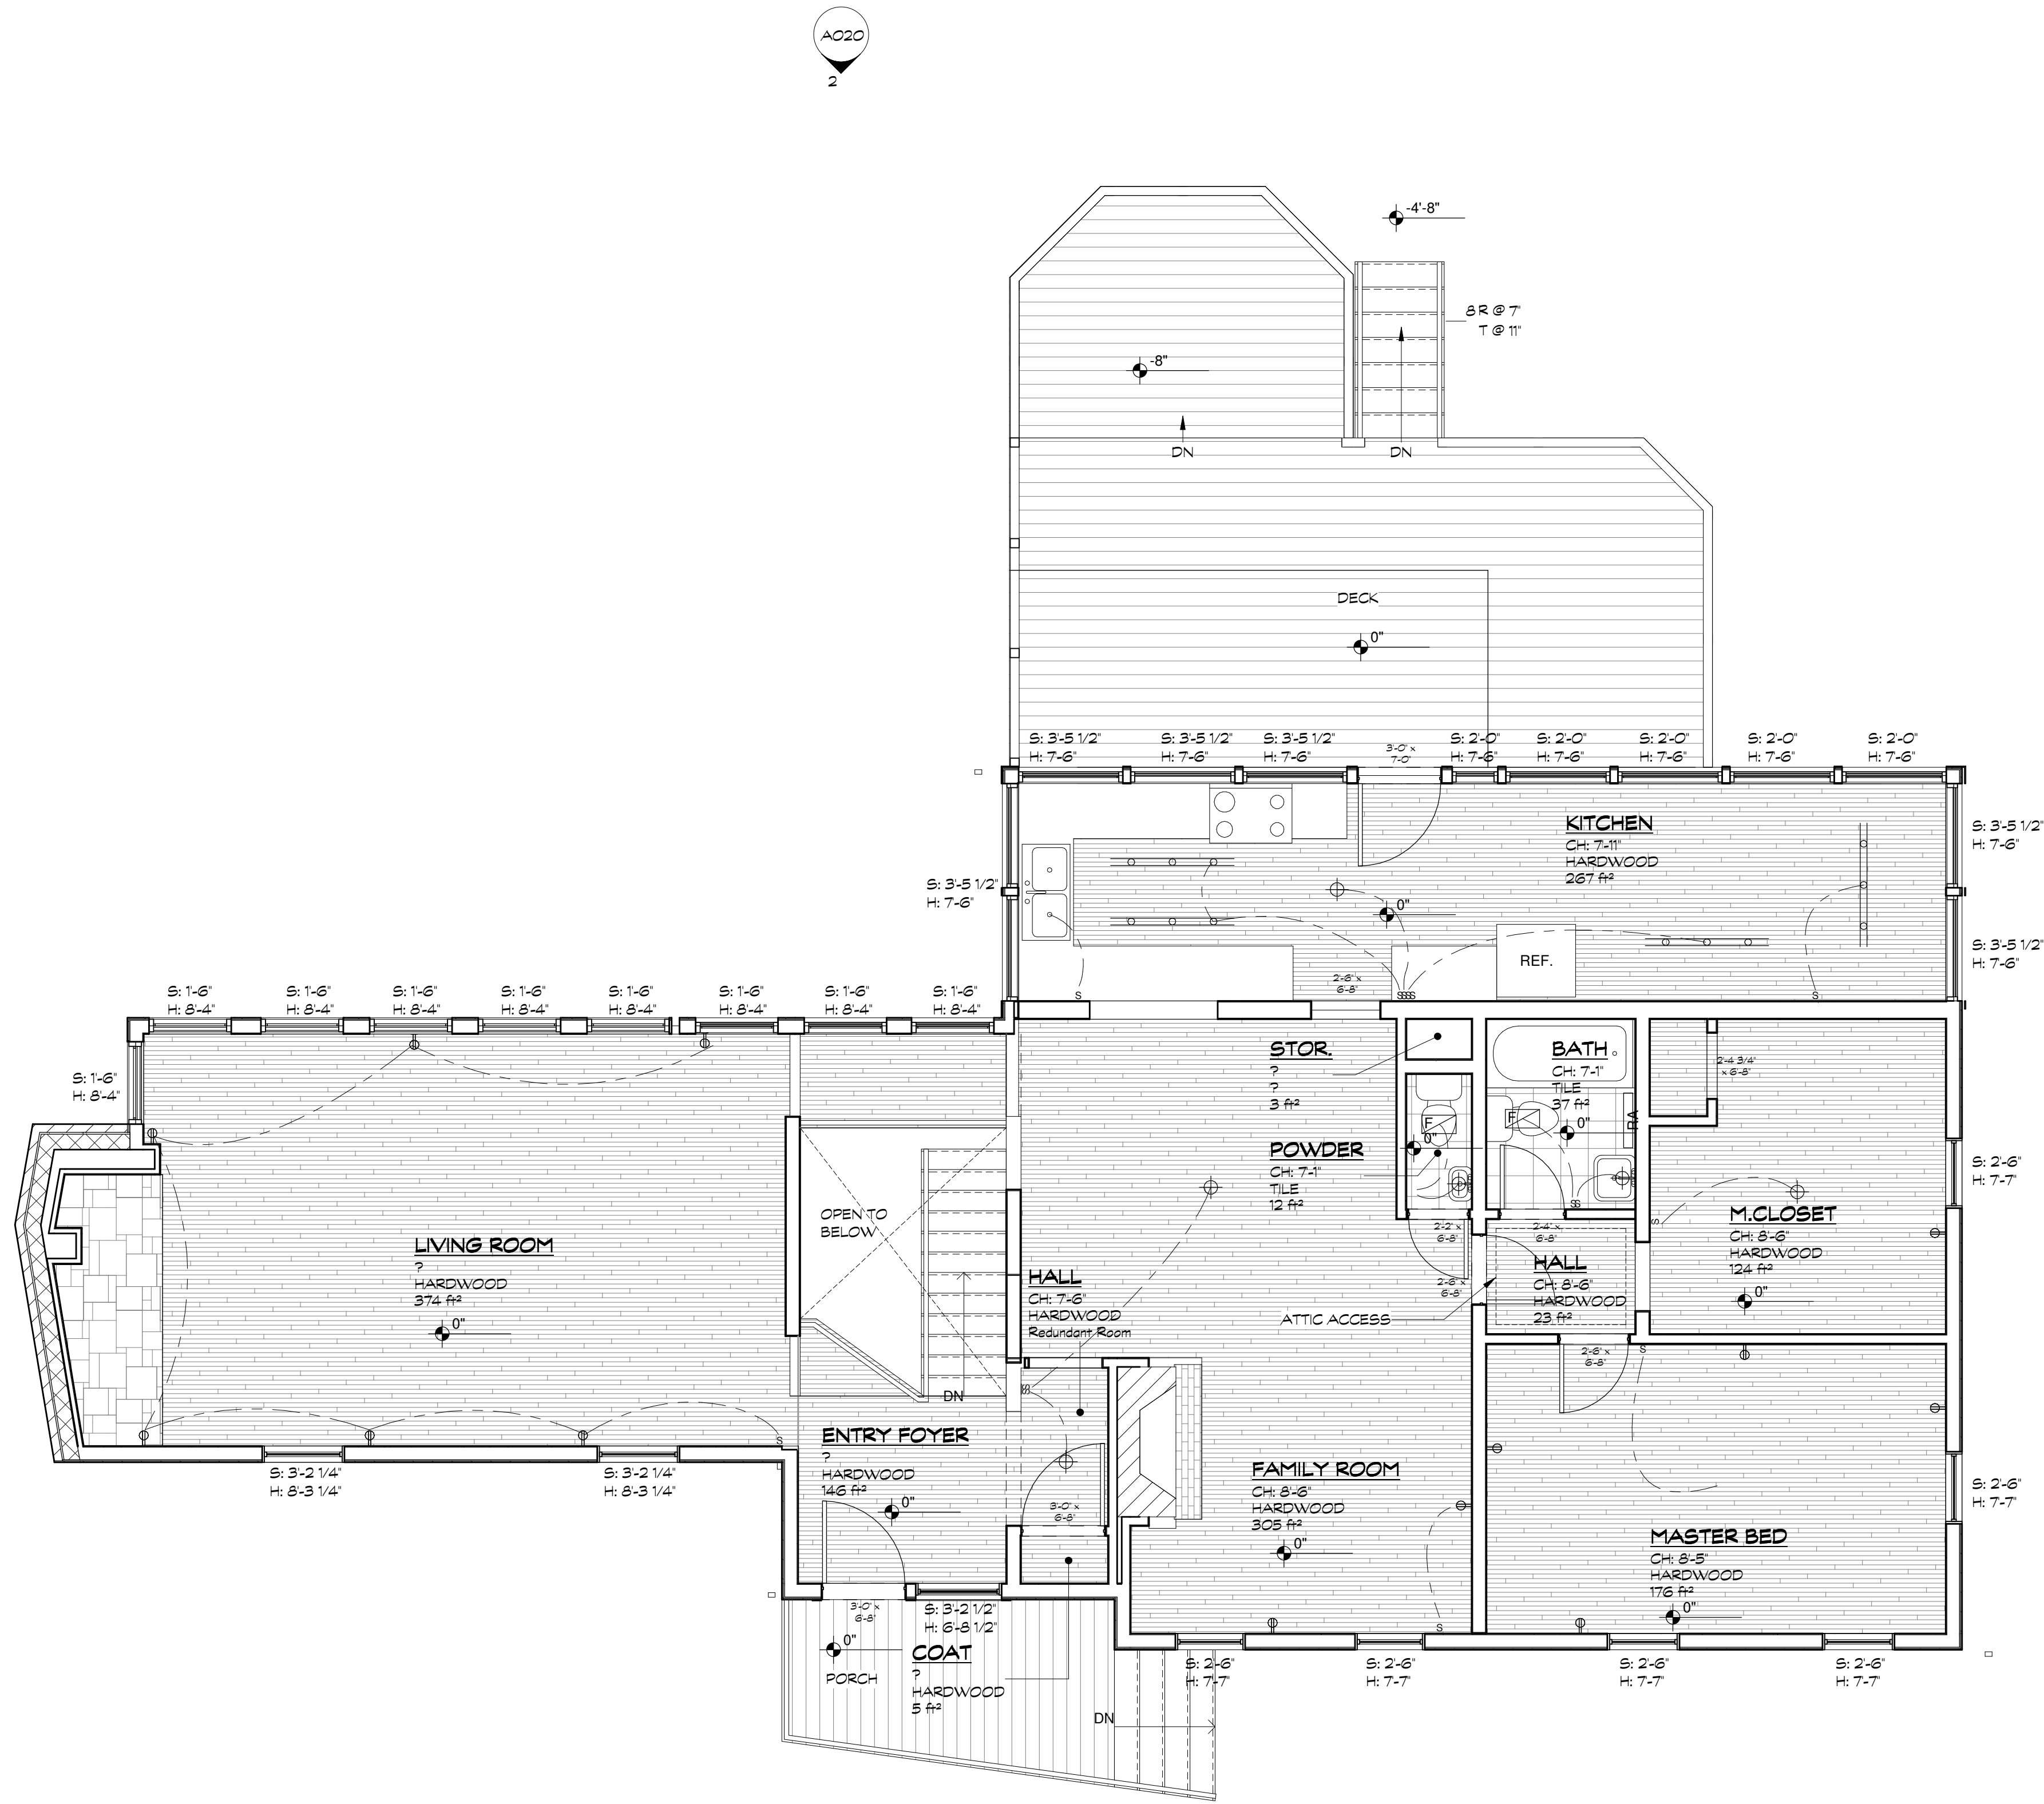 A020
2
-4'-8"
8 R @ 7"
T @ 11"
-8"
DN
DN
DECK
0"
S: 3'-5 1/2"
H: 7'-6"
S: 3'-5 1/2"
H: 7'-6"
S: 3'-5 1/2"
H: 7'-6"
3'-0" x
7'-0"
S: 2'-0"
H: 7'-6"
S: 2'-0"
H: 7'-6"
S: 2'-0"
H: 7'-6"
S: 2'-0"
H: 7'-6"
S: 2'-0"
H: 7'-6"
KITCHEN
CH: 7'-11"
HARDWOOD
267 ft²
S: 3'-5 1/2"
H: 7'-6"
S: 3'-5 1/2"
H: 7'-6"
0"
S: 3'-5 1/2"
H: 7'-6"
REF.
2'-6" x
6'-8"
S
SSSS
S
S: 1'-6"
H: 8'-4"
S: 1'-6"
H: 8'-4"
S: 1'-6"
H: 8'-4"
S: 1'-6"
H: 8'-4"
S: 1'-6"
H: 8'-4"
S: 1'-6"
H: 8'-4"
S: 1'-6"
H: 8'-4"
S: 1'-6"
H: 8'-4"
S: 1'-6"
H: 8'-4"
STOR.
?
?
3 ft²
BATH
CH: 7'-1"
TILE
37 ft²
0"
F
RA
2'-4 3/4"
x 6'-8"
POWDER
CH: 7'-1"
TILE
12 ft²
F
0"
SS
S
S: 2'-6"
H: 7'-7"
M.CLOSET
CH: 8'-6"
HARDWOOD
124 ft²
0"
OPEN TO
BELOW
2'-2" x
6'-8"
2'-4" x
6'-8"
LIVING ROOM
?
HARDWOOD
374 ft²
0"
HALL
CH: 7'-6"
HARDWOOD
Redundant Room
2'-6" x
6'-8"
HALL
CH: 8'-6"
HARDWOOD
23 ft²
ATTIC ACCESS
2'-6" x
6'-8"
S
DN
SS
ENTRY FOYER
?
HARDWOOD
146 ft²
0"
S
S: 3'-2 1/4"
H: 8'-3 1/4"
S: 3'-2 1/4"
H: 8'-3 1/4"
3'-0" x
6'-8"
FAMILY ROOM
CH: 8'-6"
HARDWOOD
305 ft²
0"
S: 2'-6"
H: 7'-7"
MASTER BED
CH: 8'-5"
HARDWOOD
176 ft²
0"
S
3'-0" x
6'-8"
S: 3'-2 1/2"
H: 6'-8 1/2"
0"
PORCH
COAT
?
HARDWOOD
5 ft²
S: 2'-6"
H: 7'-7"
S: 2'-6"
H: 7'-7"
S: 2'-6"
H: 7'-7"
S: 2'-6"
H: 7'-7"
DN